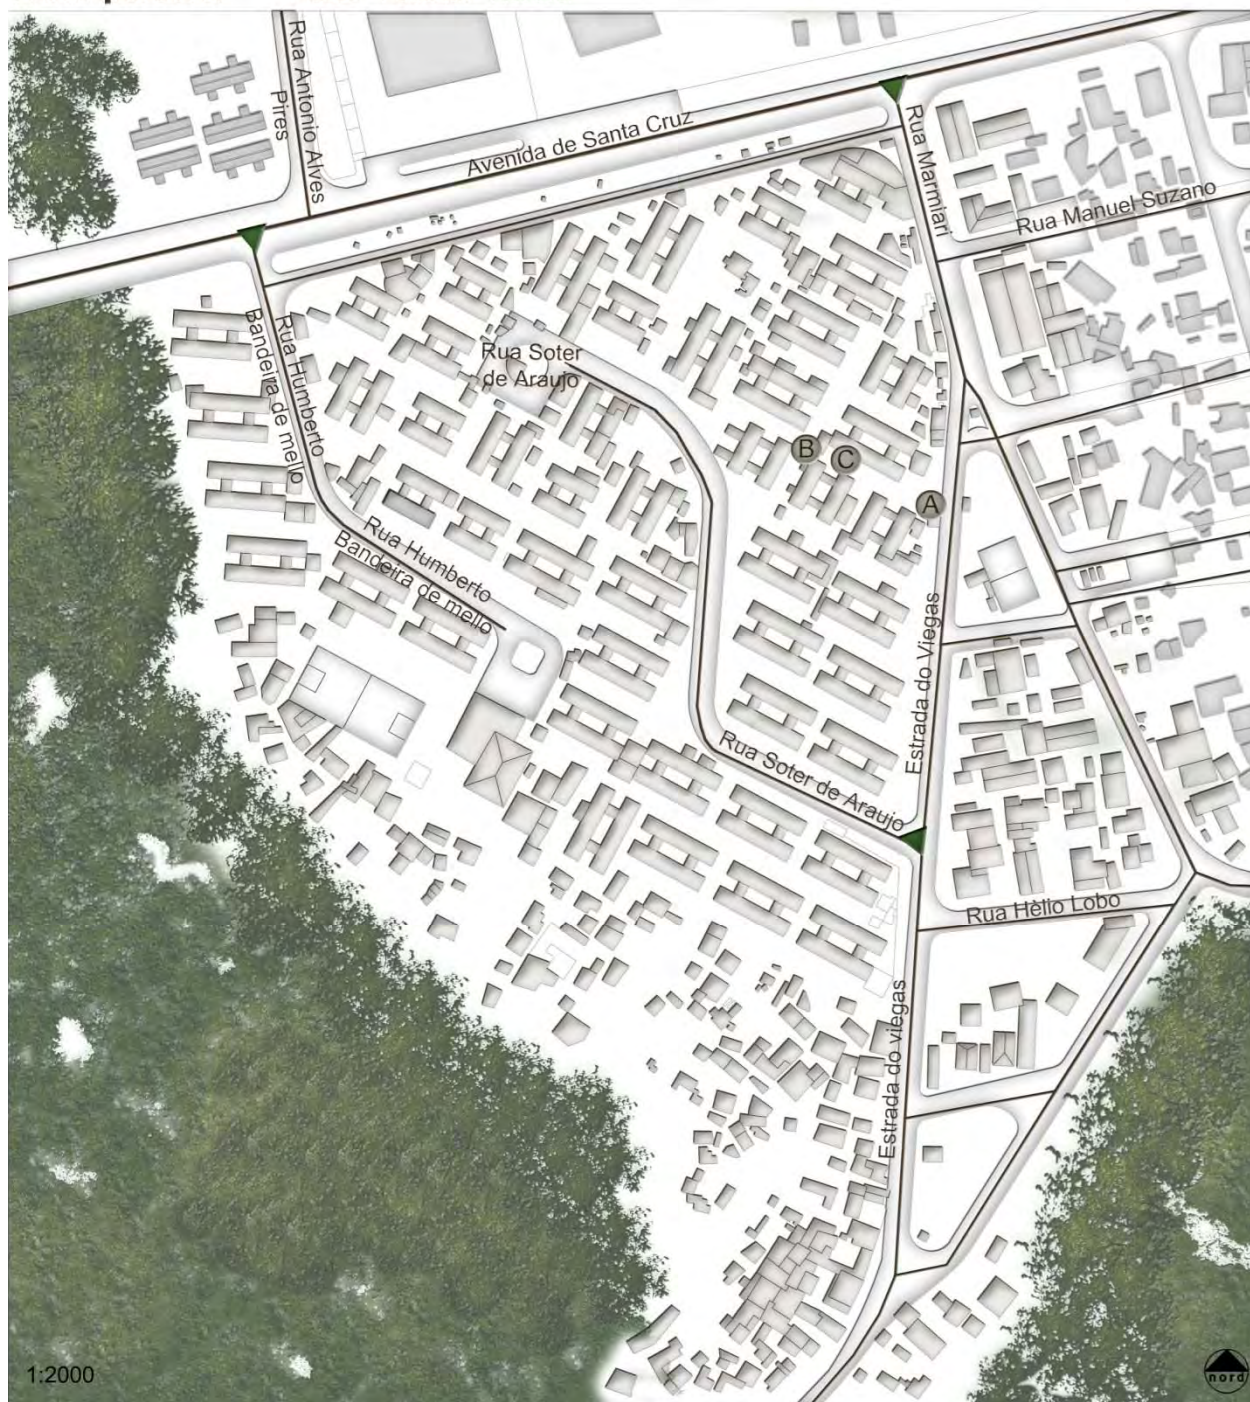 Rua Antonio Alves
Pires
Avenida de Santa Cruz
Rua Marmiari
Rua Manuel Suzano
Rua Humberto
Bandeira de mello
Rua Soter
de Araujo
B
C
A
Rua Humberto
Bandeira de mello
Estrada do Viegas
Rua Soter de Araujo
Rua Hèlio Lobo
Estrada do viegas
1:2000
nord